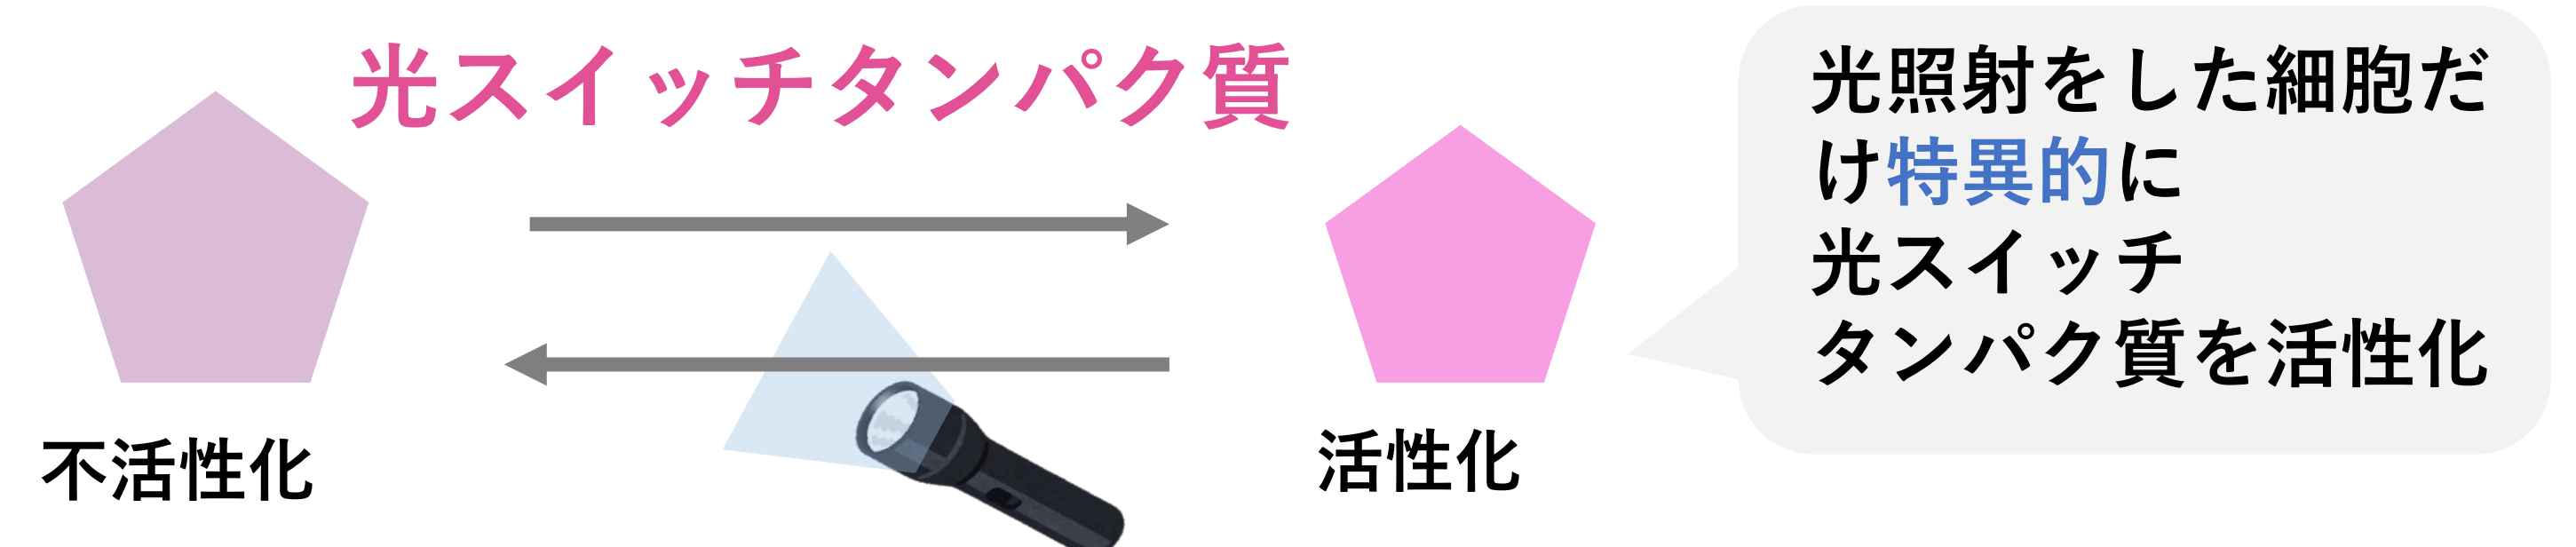 光スイッチタンパク質
不活性化
活性化
光照射をした細胞だ
け特異的に
光スイッチ
タンパク質を活性化